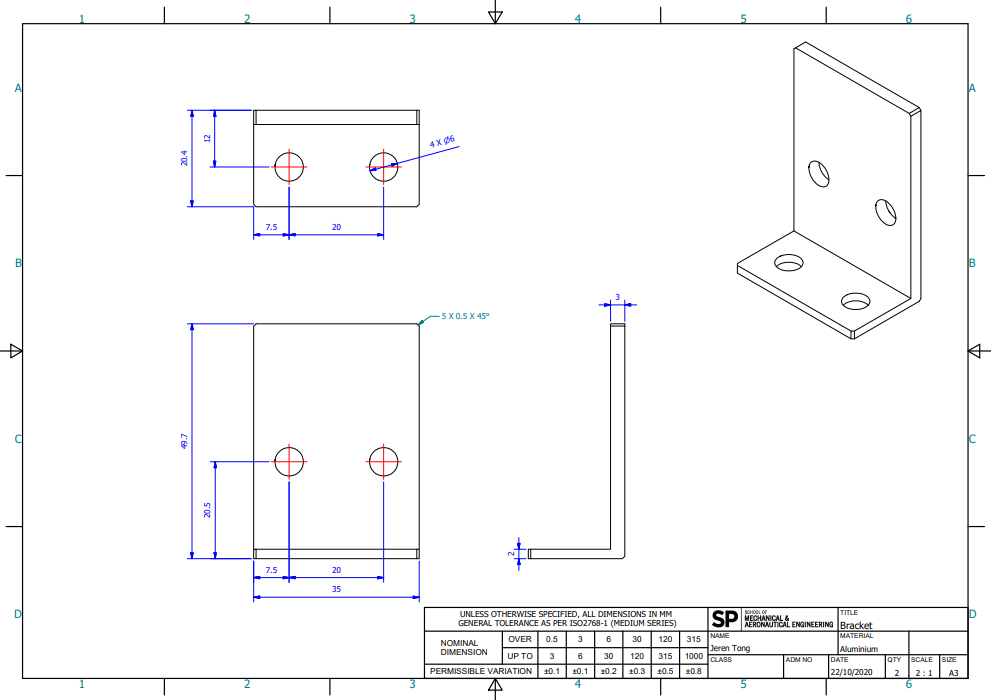 1 2 3 4 5 6
A A
12
20.4
4 X Ø6
7.5 20
B B
3
5 X 0.5 X 45°
49.7
C C
20.5
2
7.5 20
35
D D
UNLESS OTHERWISE SPECIFIED, ALL DIMENSIONS IN MM
GENERAL TOLERANCE AS PER ISO2768-1 (MEDIUM SERIES)
NOMINAL DIMENSION
OVER 0.5 3 6 30 120 315
UP TO 3 6 30 120 315 1000
PERMISSIBLE VARIATION ±0.1 ±0.1 ±0.2 ±0.3 ±0.5 ±0.8
SP
SCHOOL OF
MECHANICAL &
AERONAUTICAL ENGINEERING
TITLE
Bracket
NAME
Jeren Tong
MATERIAL
Aluminium
CLASS ADM NO DATE QTY SCALE SIZE
22/10/2020 2 2 : 1 A3
1 2 3 4 5 6